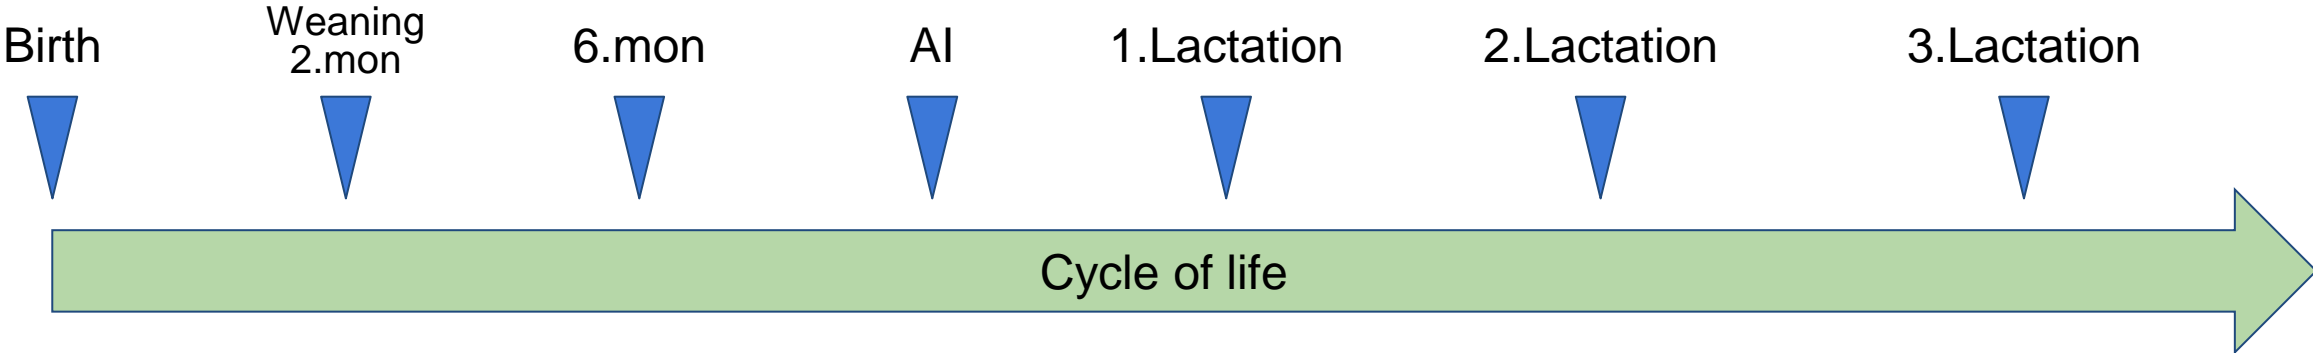 Birth
Weaning
2.mon
6.mon
AI
1.Lactation
2.Lactation
3.Lactation
Cycle of life